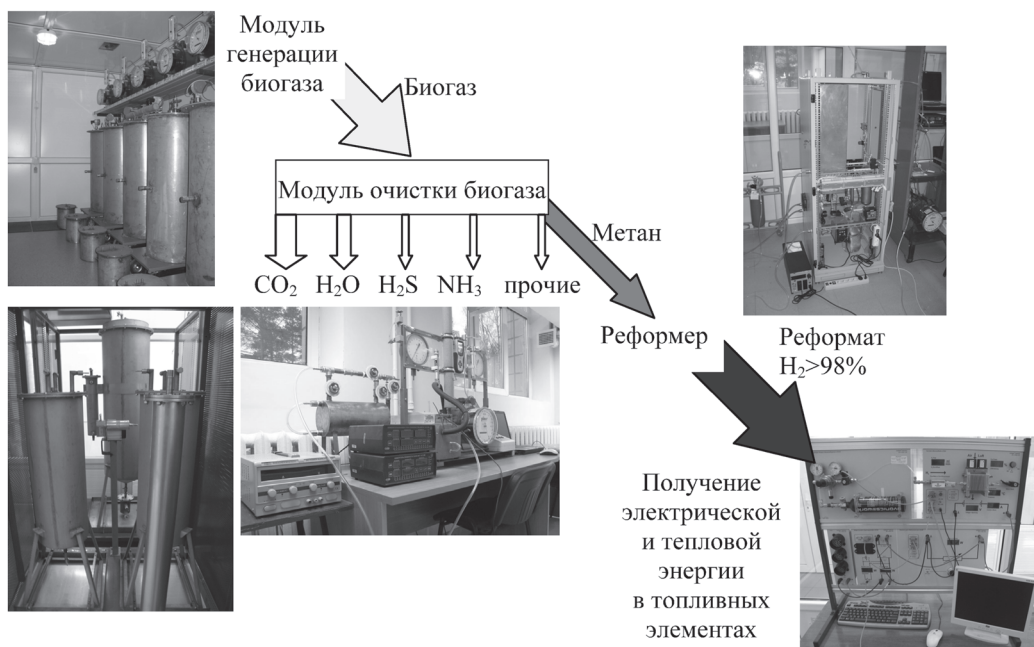 Модуль
генерации
биогаза
Биогаз
Модуль очистки биогаза
Метан
CO₂ H₂O H₂S NH₃ прочие
Реформер
Реформат
H₂>98%
Получение
электрической
и тепловой
энергии
в топливных
элементах